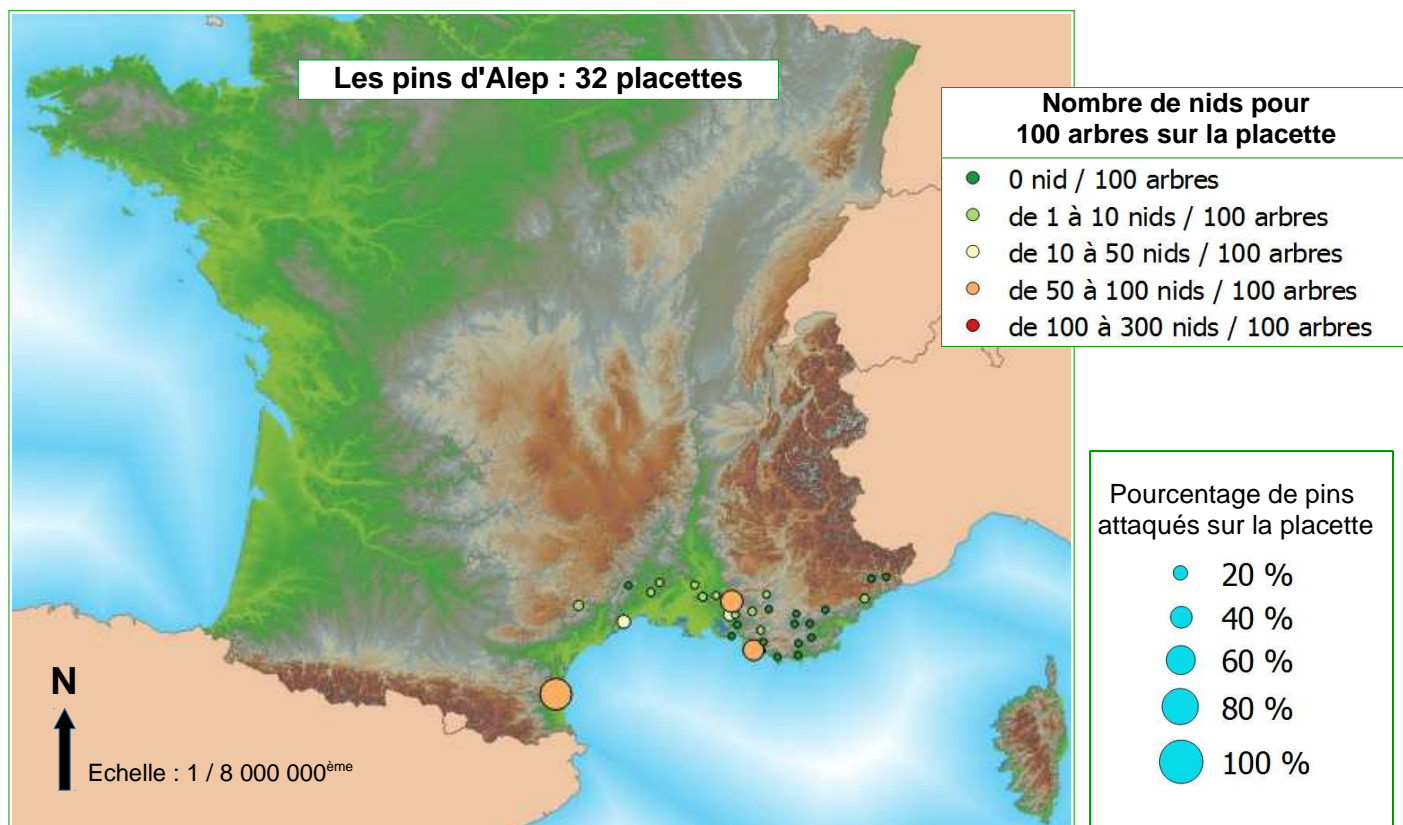 Les pins d'Alep : 32 placettes
Nombre de nids pour
100 arbres sur la placette
0 nid / 100 arbres
de 1 à 10 nids / 100 arbres
de 10 à 50 nids / 100 arbres
de 50 à 100 nids / 100 arbres
de 100 à 300 nids / 100 arbres
Pourcentage de pins
attaqués sur la placette
20 %
40 %
60 %
80 %
100 %
N
Echelle : 1 / 8 000 000ème